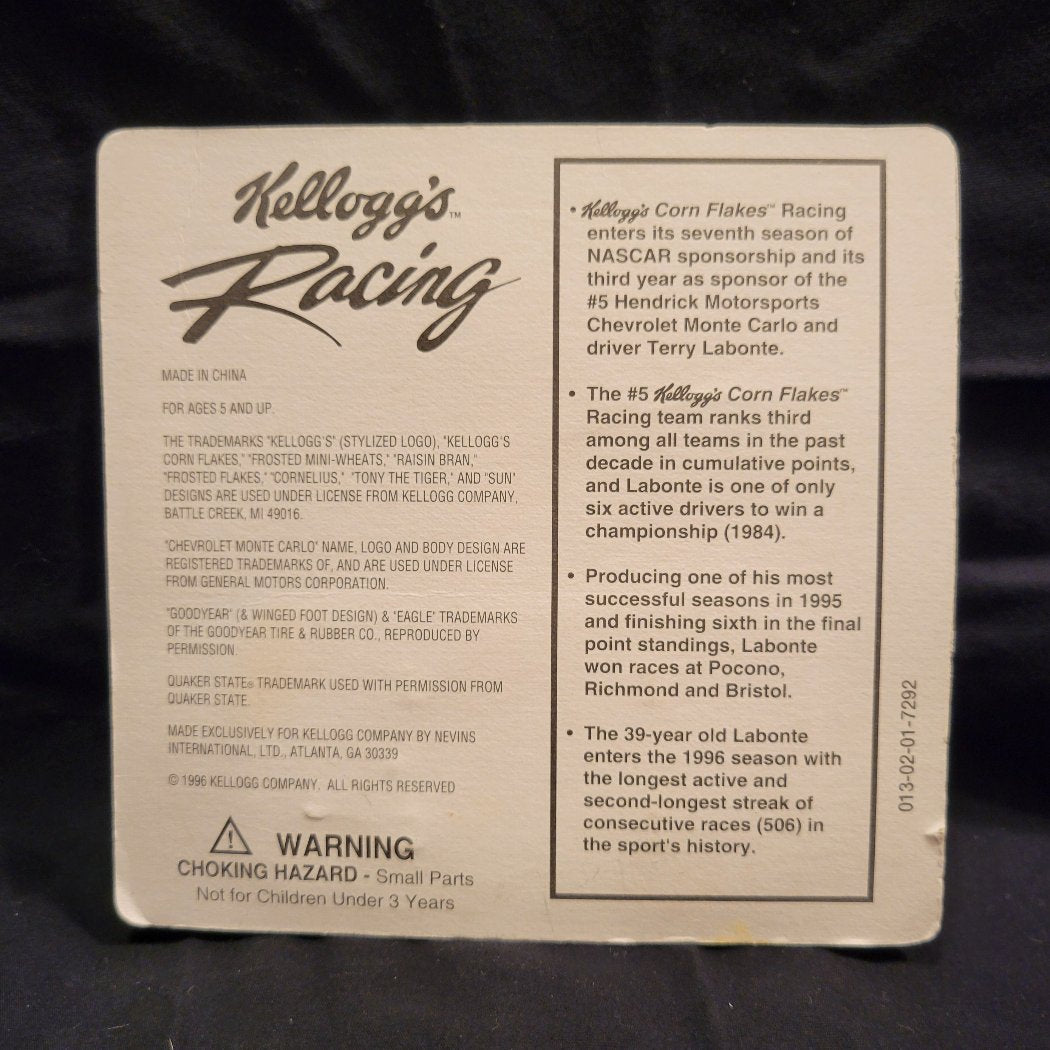 Kellogg's™
Racing
MADE IN CHINA
FOR AGES 5 AND UP.
THE TRADEMARKS "KELLOGG'S" (STYLIZED LOGO), "KELLOGG'S
CORN FLAKES," "FROSTED MINI-WHEATS," "RAISIN BRAN,"
"FROSTED FLAKES," "CORNELIUS," "TONY THE TIGER," AND "SUN"
DESIGNS ARE USED UNDER LICENSE FROM KELLOGG COMPANY,
BATTLE CREEK, MI 49016.
"CHEVROLET MONTE CARLO" NAME, LOGO AND BODY DESIGN ARE
REGISTERED TRADEMARKS OF, AND ARE USED UNDER LICENSE
FROM GENERAL MOTORS CORPORATION.
"GOODYEAR" (& WINGED FOOT DESIGN) & "EAGLE" TRADEMARKS
OF THE GOODYEAR TIRE & RUBBER CO., REPRODUCED BY
PERMISSION.
QUAKER STATE® TRADEMARK USED WITH PERMISSION FROM
QUAKER STATE.
MADE EXCLUSIVELY FOR KELLOGG COMPANY BY NEVINS
INTERNATIONAL, LTD., ATLANTA, GA 30339
© 1996 KELLOGG COMPANY. ALL RIGHTS RESERVED
WARNING
CHOKING HAZARD - Small Parts
Not for Children Under 3 Years
• Kellogg's Corn Flakes™ Racing
enters its seventh season of
NASCAR sponsorship and its
third year as sponsor of the
#5 Hendrick Motorsports
Chevrolet Monte Carlo and
driver Terry Labonte.
• The #5 Kellogg's Corn Flakes™
Racing team ranks third
among all teams in the past
decade in cumulative points,
and Labonte is one of only
six active drivers to win a
championship (1984).
• Producing one of his most
successful seasons in 1995
and finishing sixth in the final
point standings, Labonte
won races at Pocono,
Richmond and Bristol.
• The 39-year old Labonte
enters the 1996 season with
the longest active and
second-longest streak of
consecutive races (506) in
the sport's history.
013-02-01-7292